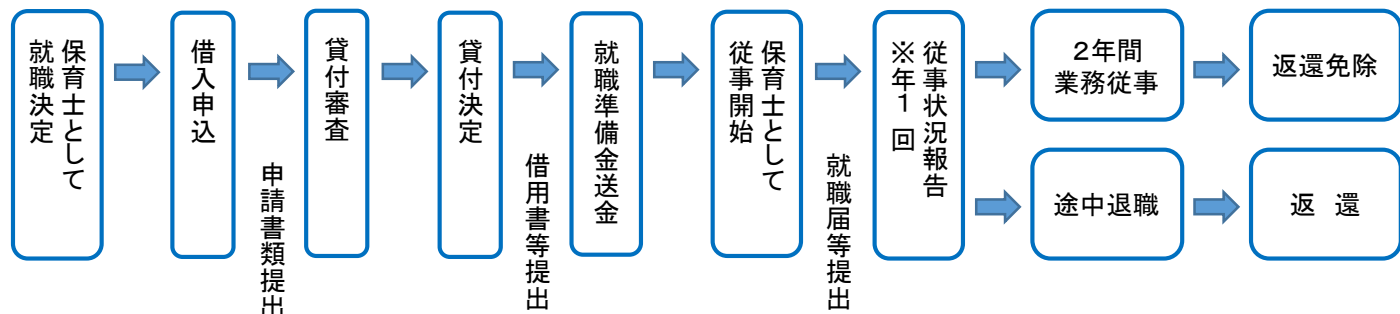 保育士として
就職決定
借入申込
申請書類提出
貸付審査
貸付決定
借用書等提出
就職準備金送金
保育士として
従事開始
就職届等提出
従事状況報告
※年1回
2年間
業務従事
返還免除
途中退職
返 還